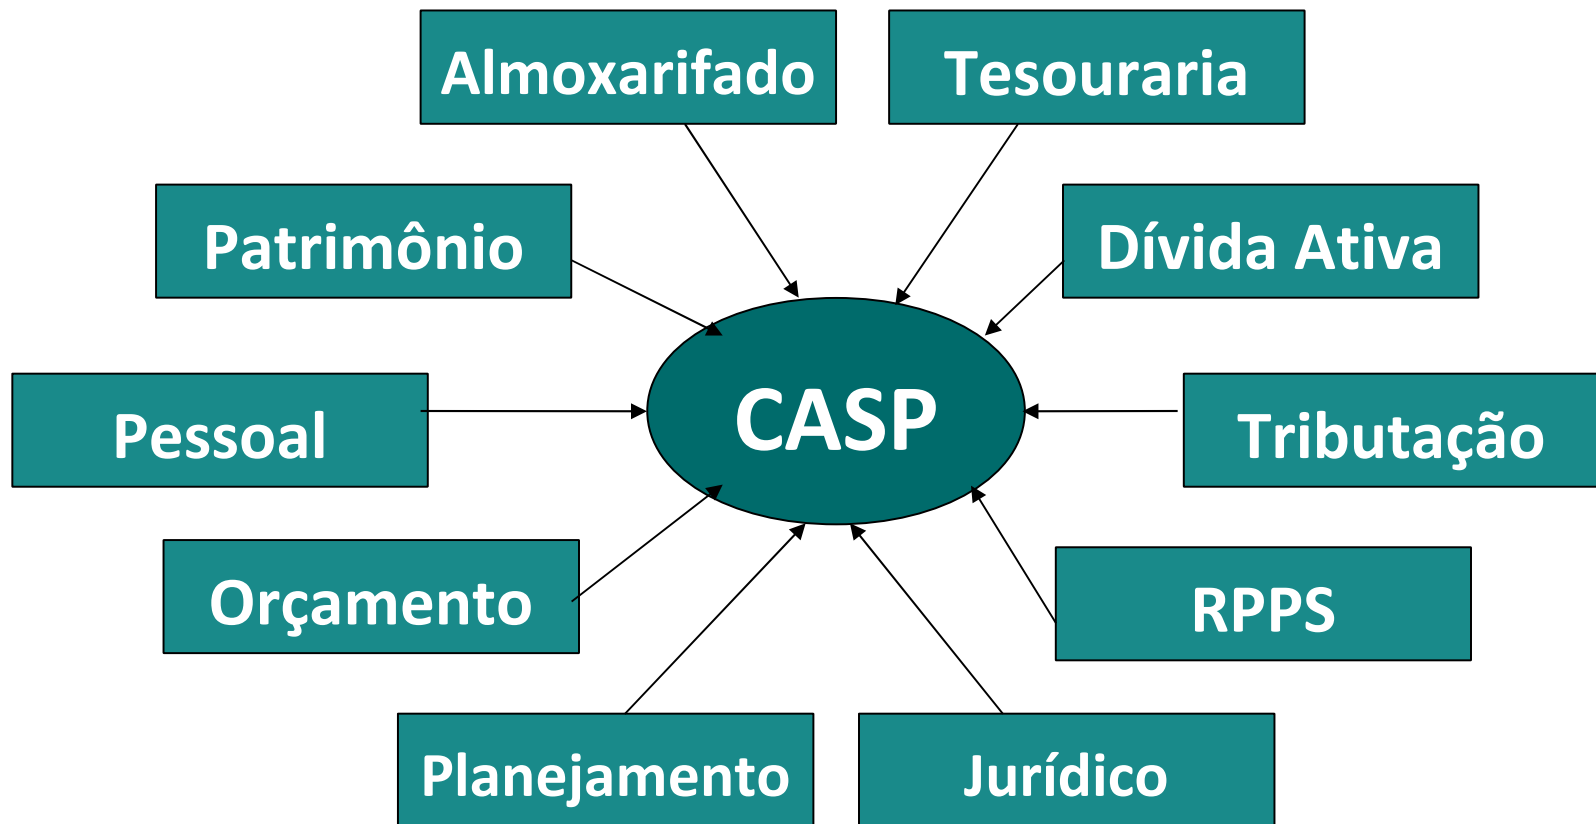 Almoxarifado
Tesouraria
Patrimônio
Dívida Ativa
CASP
Pessoal
Tributação
Orçamento
RPPS
Planejamento
Jurídico